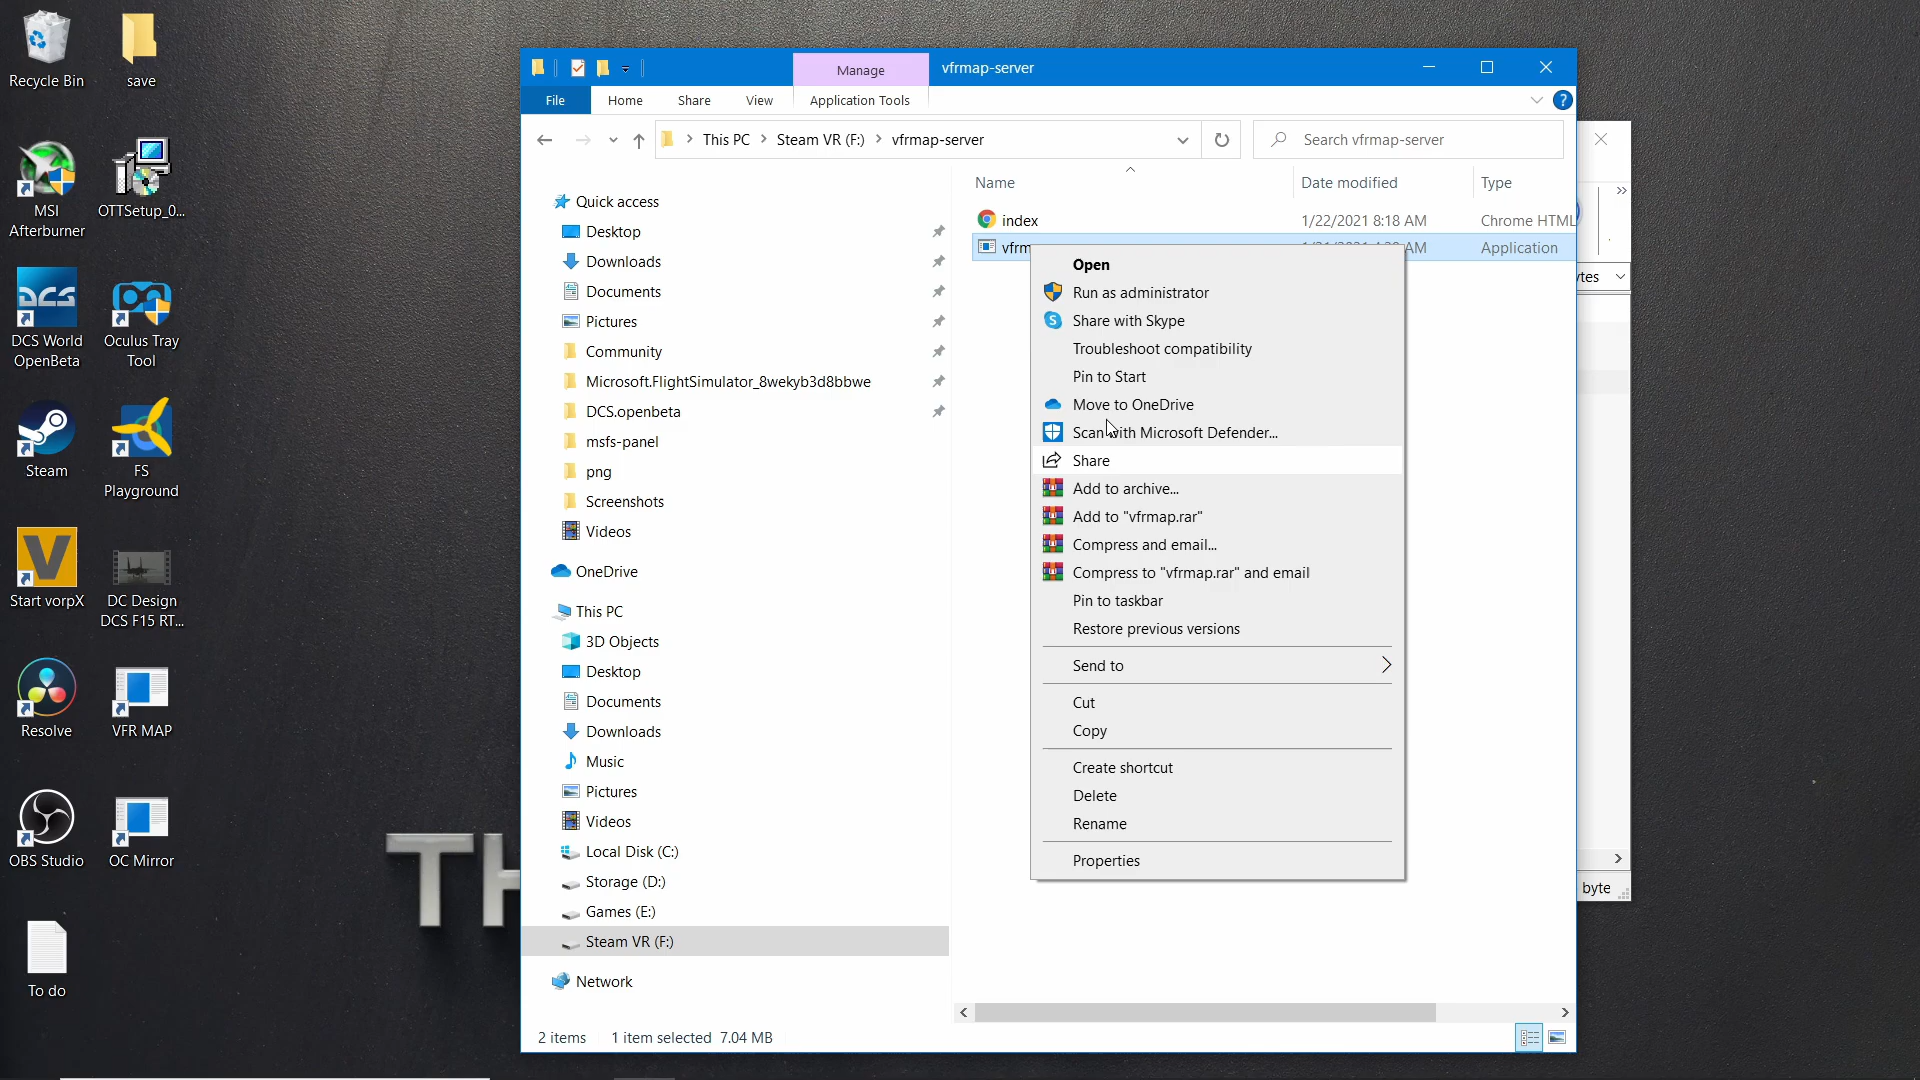 Recycle Bin
save
MSI
Afterburner
OTTSetup_0...
DCS
DCS World
OpenBeta
Oculus Tray
Tool
Steam
FS
Playground
Start vorpX
DC Design
DCS F15 RT...
Resolve
VFR MAP
OBS Studio
OC Mirror
To do
TH
Manage
vfrmap-server
File
Home
Share
View
Application Tools
This PC
Steam VR (F:)
vfrmap-server
Search vfrmap-server
Quick access
Desktop
Downloads
Documents
Pictures
Community
Microsoft.FlightSimulator_8wekyb3d8bbwe
DCS.openbeta
msfs-panel
png
Screenshots
Videos
OneDrive
This PC
3D Objects
Desktop
Documents
Downloads
Music
Pictures
Videos
Local Disk (C:)
Storage (D:)
Games (E:)
Steam VR (F:)
Network
Name
Date modified
Type
index
1/22/2021 8:18 AM
Chrome HTML
vfrm
AM
Application
Open
Run as administrator
Share with Skype
Troubleshoot compatibility
Pin to Start
Move to OneDrive
Scan with Microsoft Defender...
Share
Add to archive...
Add to "vfrmap.rar"
Compress and email...
Compress to "vfrmap.rar" and email
Pin to taskbar
Restore previous versions
Send to
Cut
Copy
Create shortcut
Delete
Rename
Properties
2 items
1 item selected 7.04 MB
ytes
byte